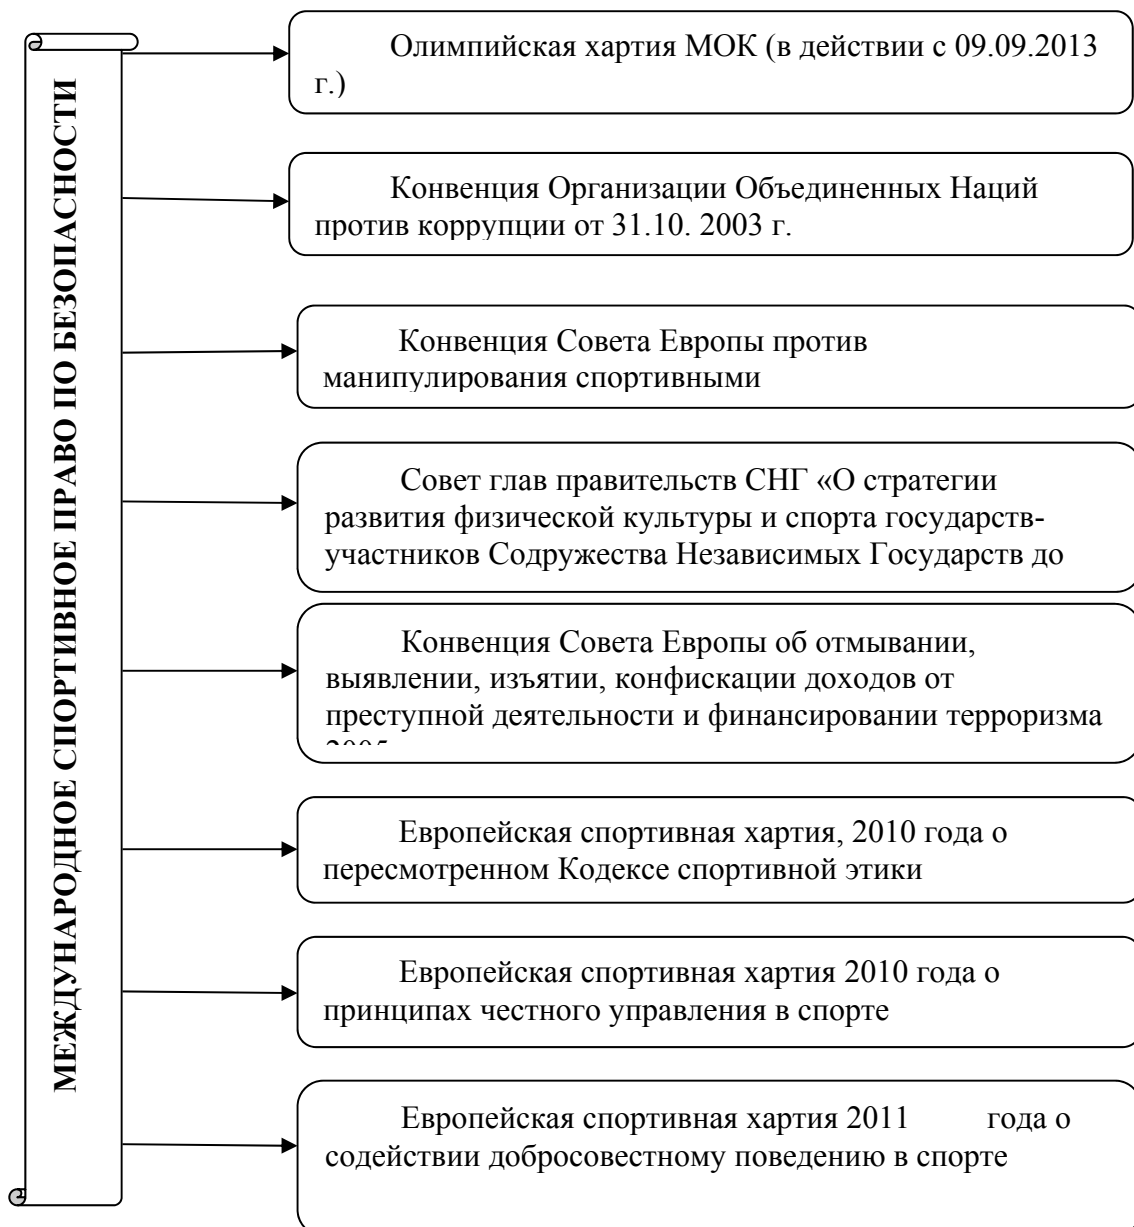 МЕЖДУНАРОДНОЕ СПОРТИВНОЕ ПРАВО ПО БЕЗОПАСНОСТИ
Олимпийская хартия МОК (в действии с 09.09.2013
г.)
Конвенция Организации Объединенных Наций
против коррупции от 31.10. 2003 г.
Конвенция Совета Европы против
манипулирования спортивными
Совет глав правительств СНГ «О стратегии
развития физической культуры и спорта государств-
участников Содружества Независимых Государств до
Конвенция Совета Европы об отмывании,
выявлении, изъятии, конфискации доходов от
преступной деятельности и финансировании терроризма
Европейская спортивная хартия, 2010 года о
пересмотренном Кодексе спортивной этики
Европейская спортивная хартия 2010 года о
принципах честного управления в спорте
Европейская спортивная хартия 2011 года о
содействии добросовестному поведению в спорте